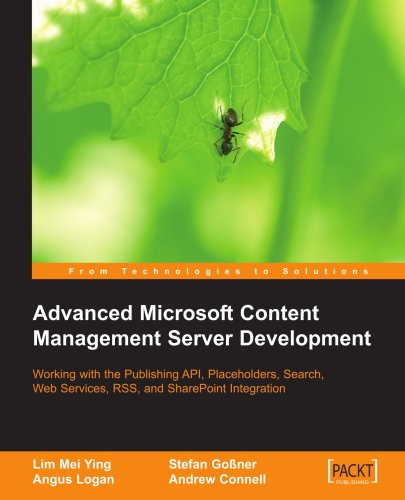 From Technologies to Solutions
Advanced Microsoft Content
Management Server Development
Working with the Publishing API, Placeholders, Search,
Web Services, RSS, and SharePoint Integration
Lim Mei Ying
Angus Logan
Stefan Goßner
Andrew Connell
[PACKT]
PUBLISHING